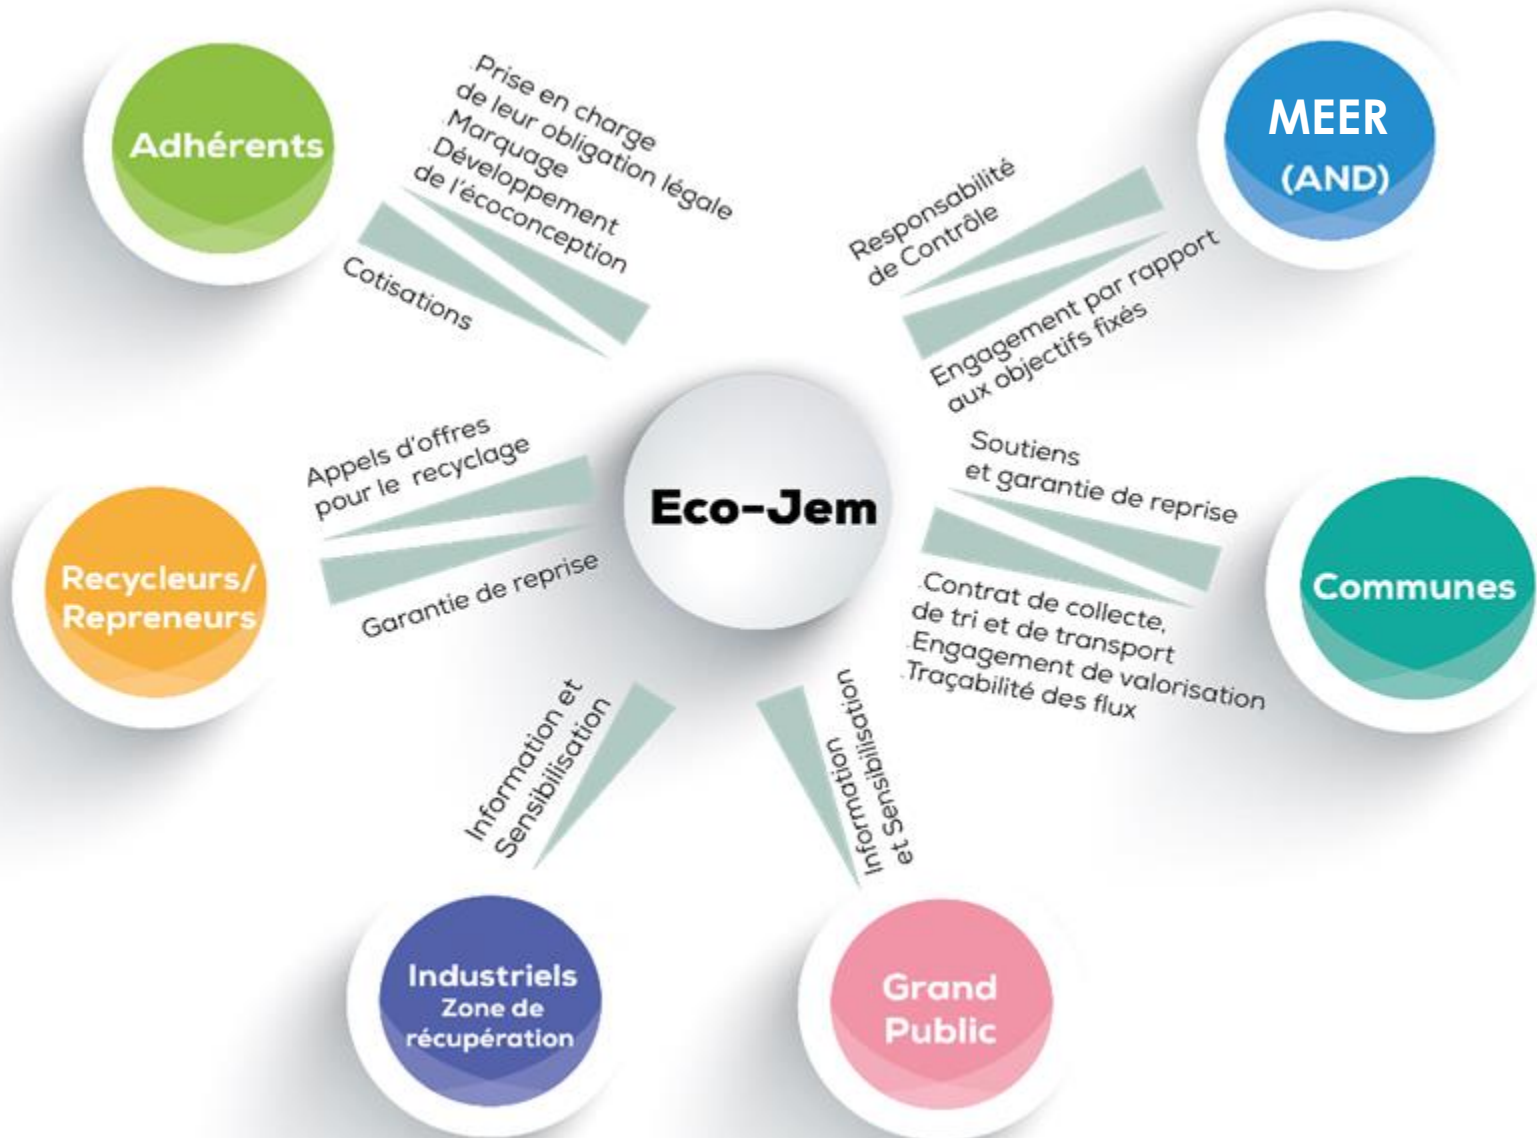 Adhérents
.Prise en charge
de leur obligation légale
.Marquage
.Développement
de l'écoconception
Cotisations
MEER
(AND)
Responsabilité
de Contrôle
Engagement par rapport
aux objectifs fixés
Appels d'offres
pour le recyclage
Garantie de reprise
Recycleurs/
Repreneurs
Eco-Jem
Soutiens
et garantie de reprise
.Contrat de collecte,
de tri et de transport
.Engagement de valorisation
.Traçabilité des flux
Communes
Information et
Sensibilisation
Information
et Sensibilisation
Industriels
Zone de
récupération
Grand
Public